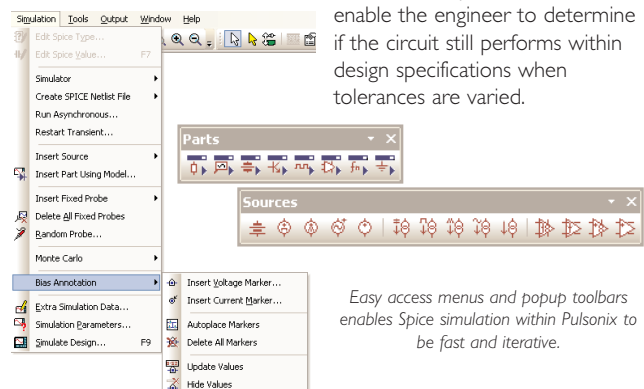 Simulation Tools Output Window Help
Edit Spice Type...
Edit Spice Value... F7
Simulator
Create SPICE Netlist File
Run Asynchronous...
Restart Transient...
Insert Source
Insert Part Using Model...
Insert Fixed Probe
Delete All Fixed Probes
Random Probe...
Monte Carlo
Bias Annotation
Extra Simulation Data...
Simulation Parameters...
Simulate Design... F9
Insert Voltage Marker...
Insert Current Marker...
Autoplace Markers
Delete All Markers
Update Values
Hide Values
enable the engineer to determine
if the circuit still performs within
design specifications when
tolerances are varied.
Parts
Sources
Easy access menus and popup toolbars
enables Spice simulation within Pulsonix to
be fast and iterative.